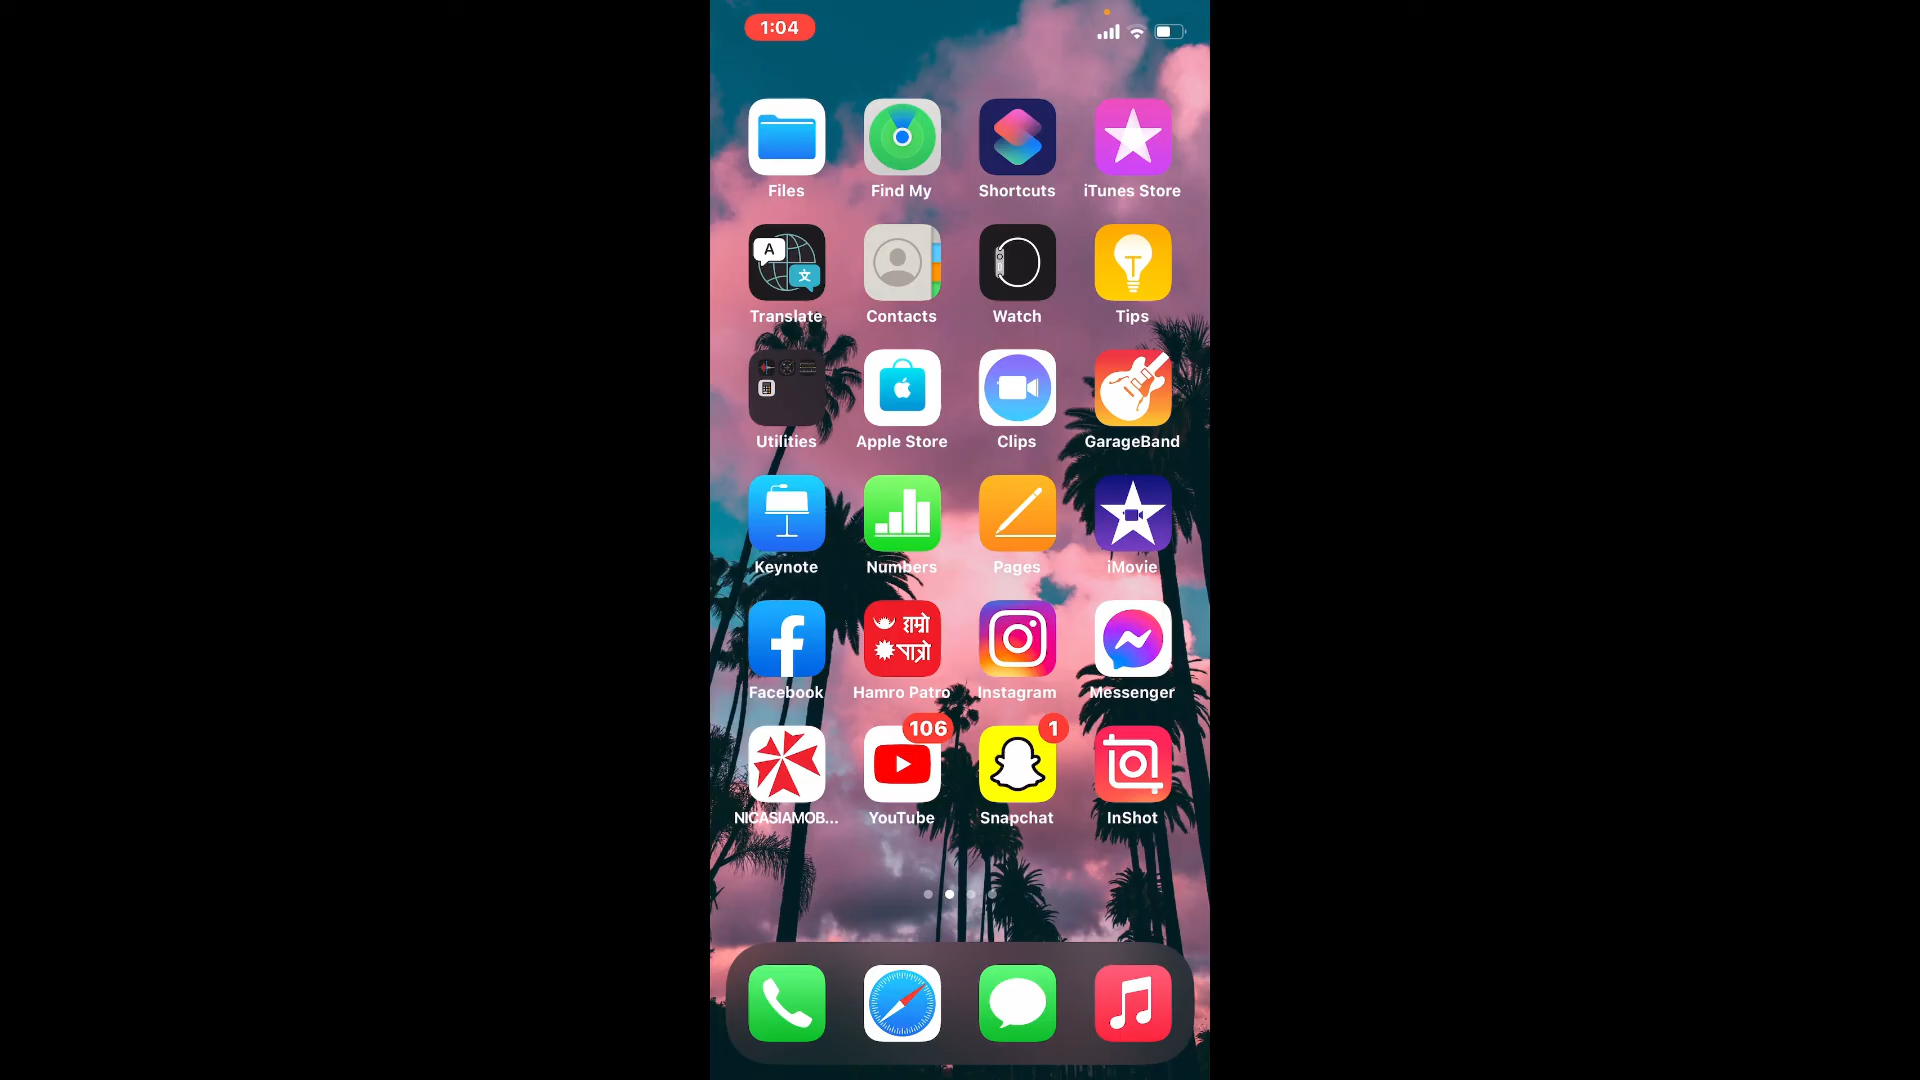 1:04
Files Find My Shortcuts iTunes Store
A 文
Translate Contacts Watch Tips
Utilities Apple Store Clips GarageBand
Keynote Numbers Pages iMovie
हाम्रो
पात्रो
Facebook Hamro Patro Instagram Messenger
106 1
NICASIAMOB... YouTube Snapchat InShot